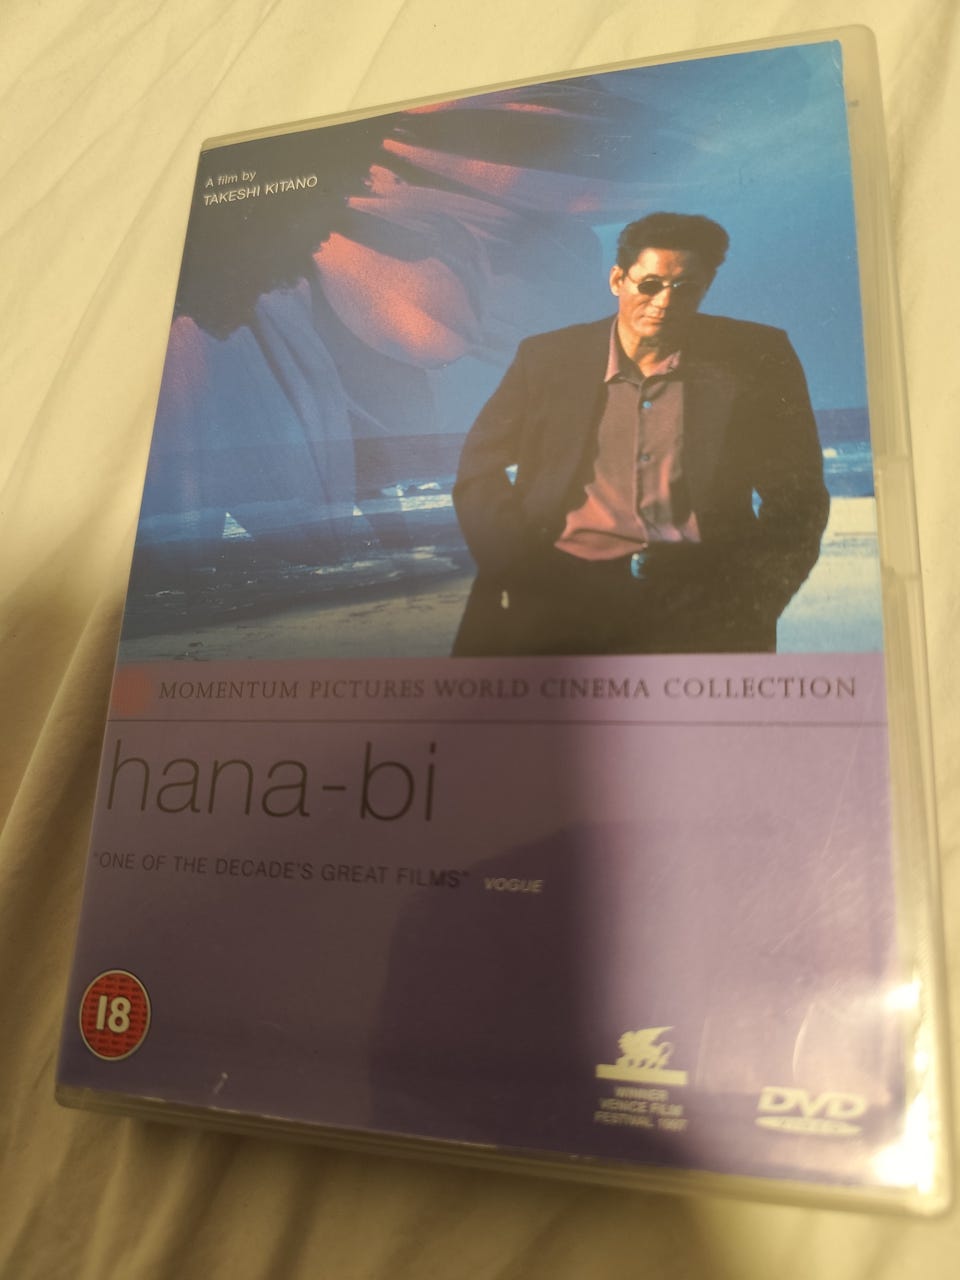 A film by
TAKESHI KITANO
MOMENTUM PICTURES WORLD CINEMA COLLECTION
hana-bi
"ONE OF THE DECADE'S GREAT FILMS" VOGUE
18
WINNER
VENICE FILM
FESTIVAL 1997
DVD
VIDEO